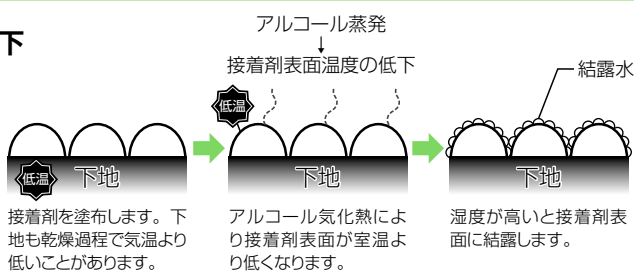 下
アルコール蒸発
↓
接着剤表面温度の低下
結露水
低温
低温
下地
下地
下地
接着剤を塗布します。下
地も乾燥過程で気温より
低いことがあります。
アルコール気化熱によ
り接着剤表面が室温よ
り低くなります。
湿度が高いと接着剤表
面に結露します。